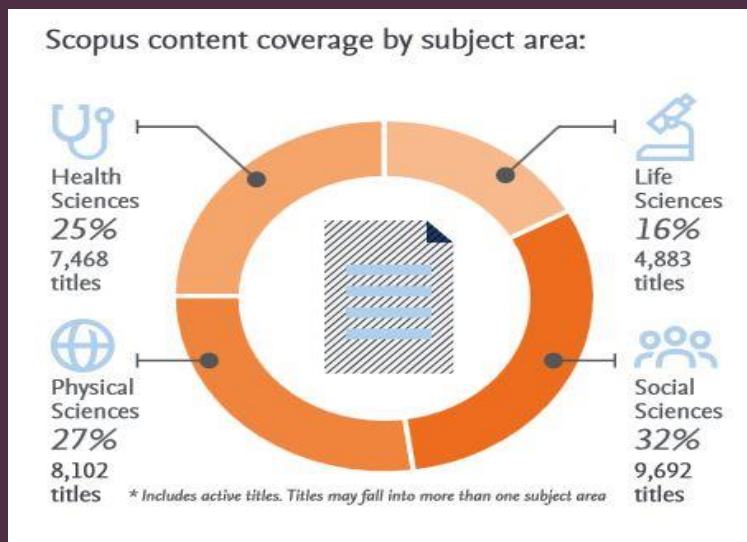 Scopus content coverage by subject area:
Health
Sciences
25%
7,468
titles
Life
Sciences
16%
4,883
titles
Physical
Sciences
27%
8,102
titles
Social
Sciences
32%
9,692
titles
* Includes active titles. Titles may fall into more than one subject area